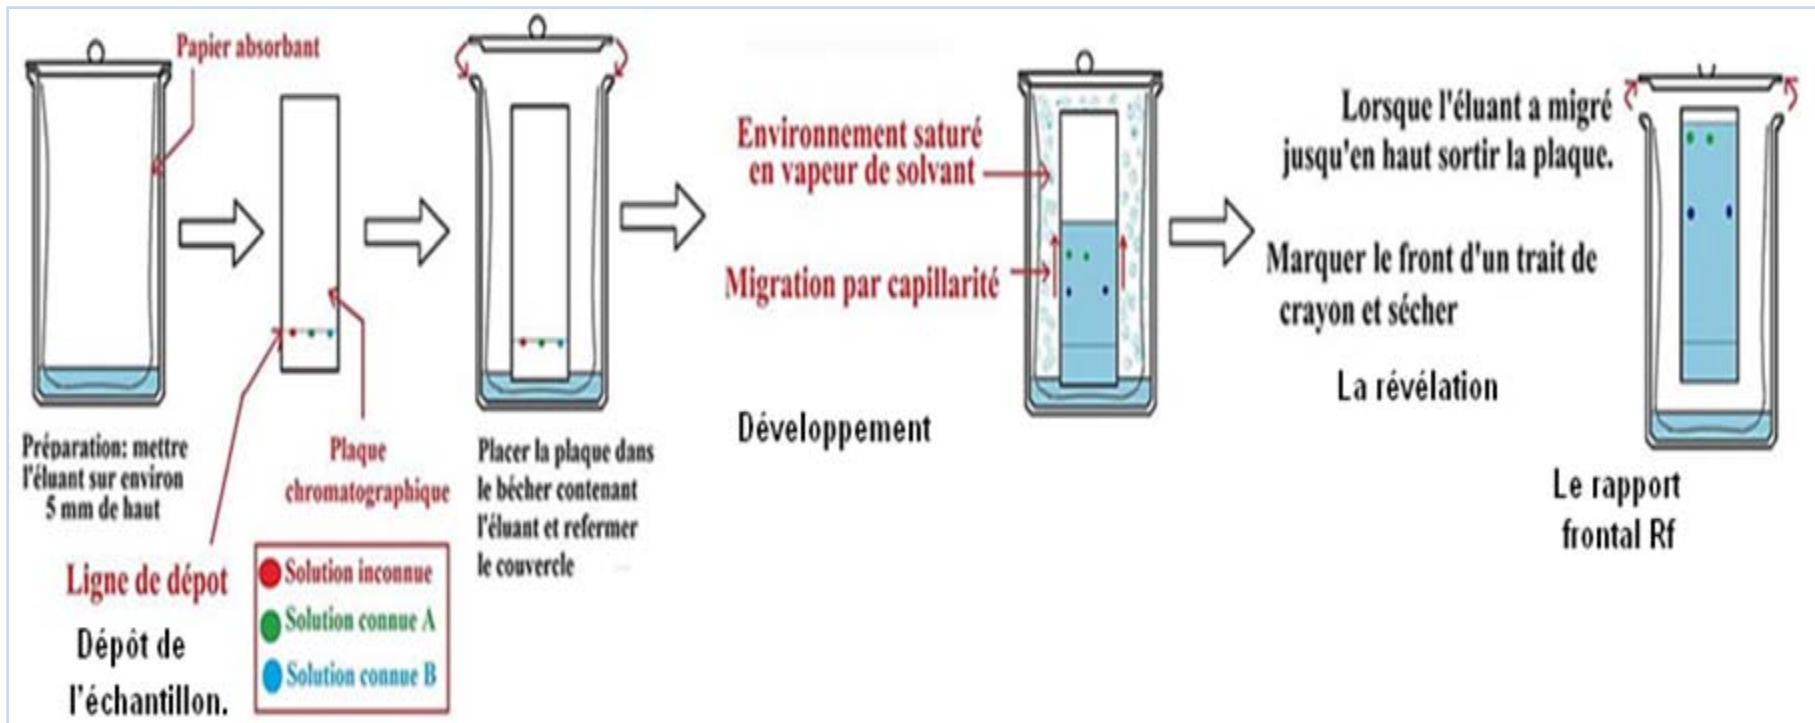 Papier absorbant
Préparation: mettre
l'éluant sur environ
5 mm de haut
Ligne de dépot
Dépôt de
l'échantillon.
Plaque
chromatographique
Solution inconnue
Solution connue A
Solution connue B
Placer la plaque dans
le bécher contenant
l'éluant et refermer
le couvercle
Environnement saturé
en vapeur de solvant
Migration par capillarité
Développement
Lorsque l'éluant a migré
jusqu'en haut sortir la plaque.
Marquer le front d'un trait de
crayon et sécher
La révélation
Le rapport
frontal Rf